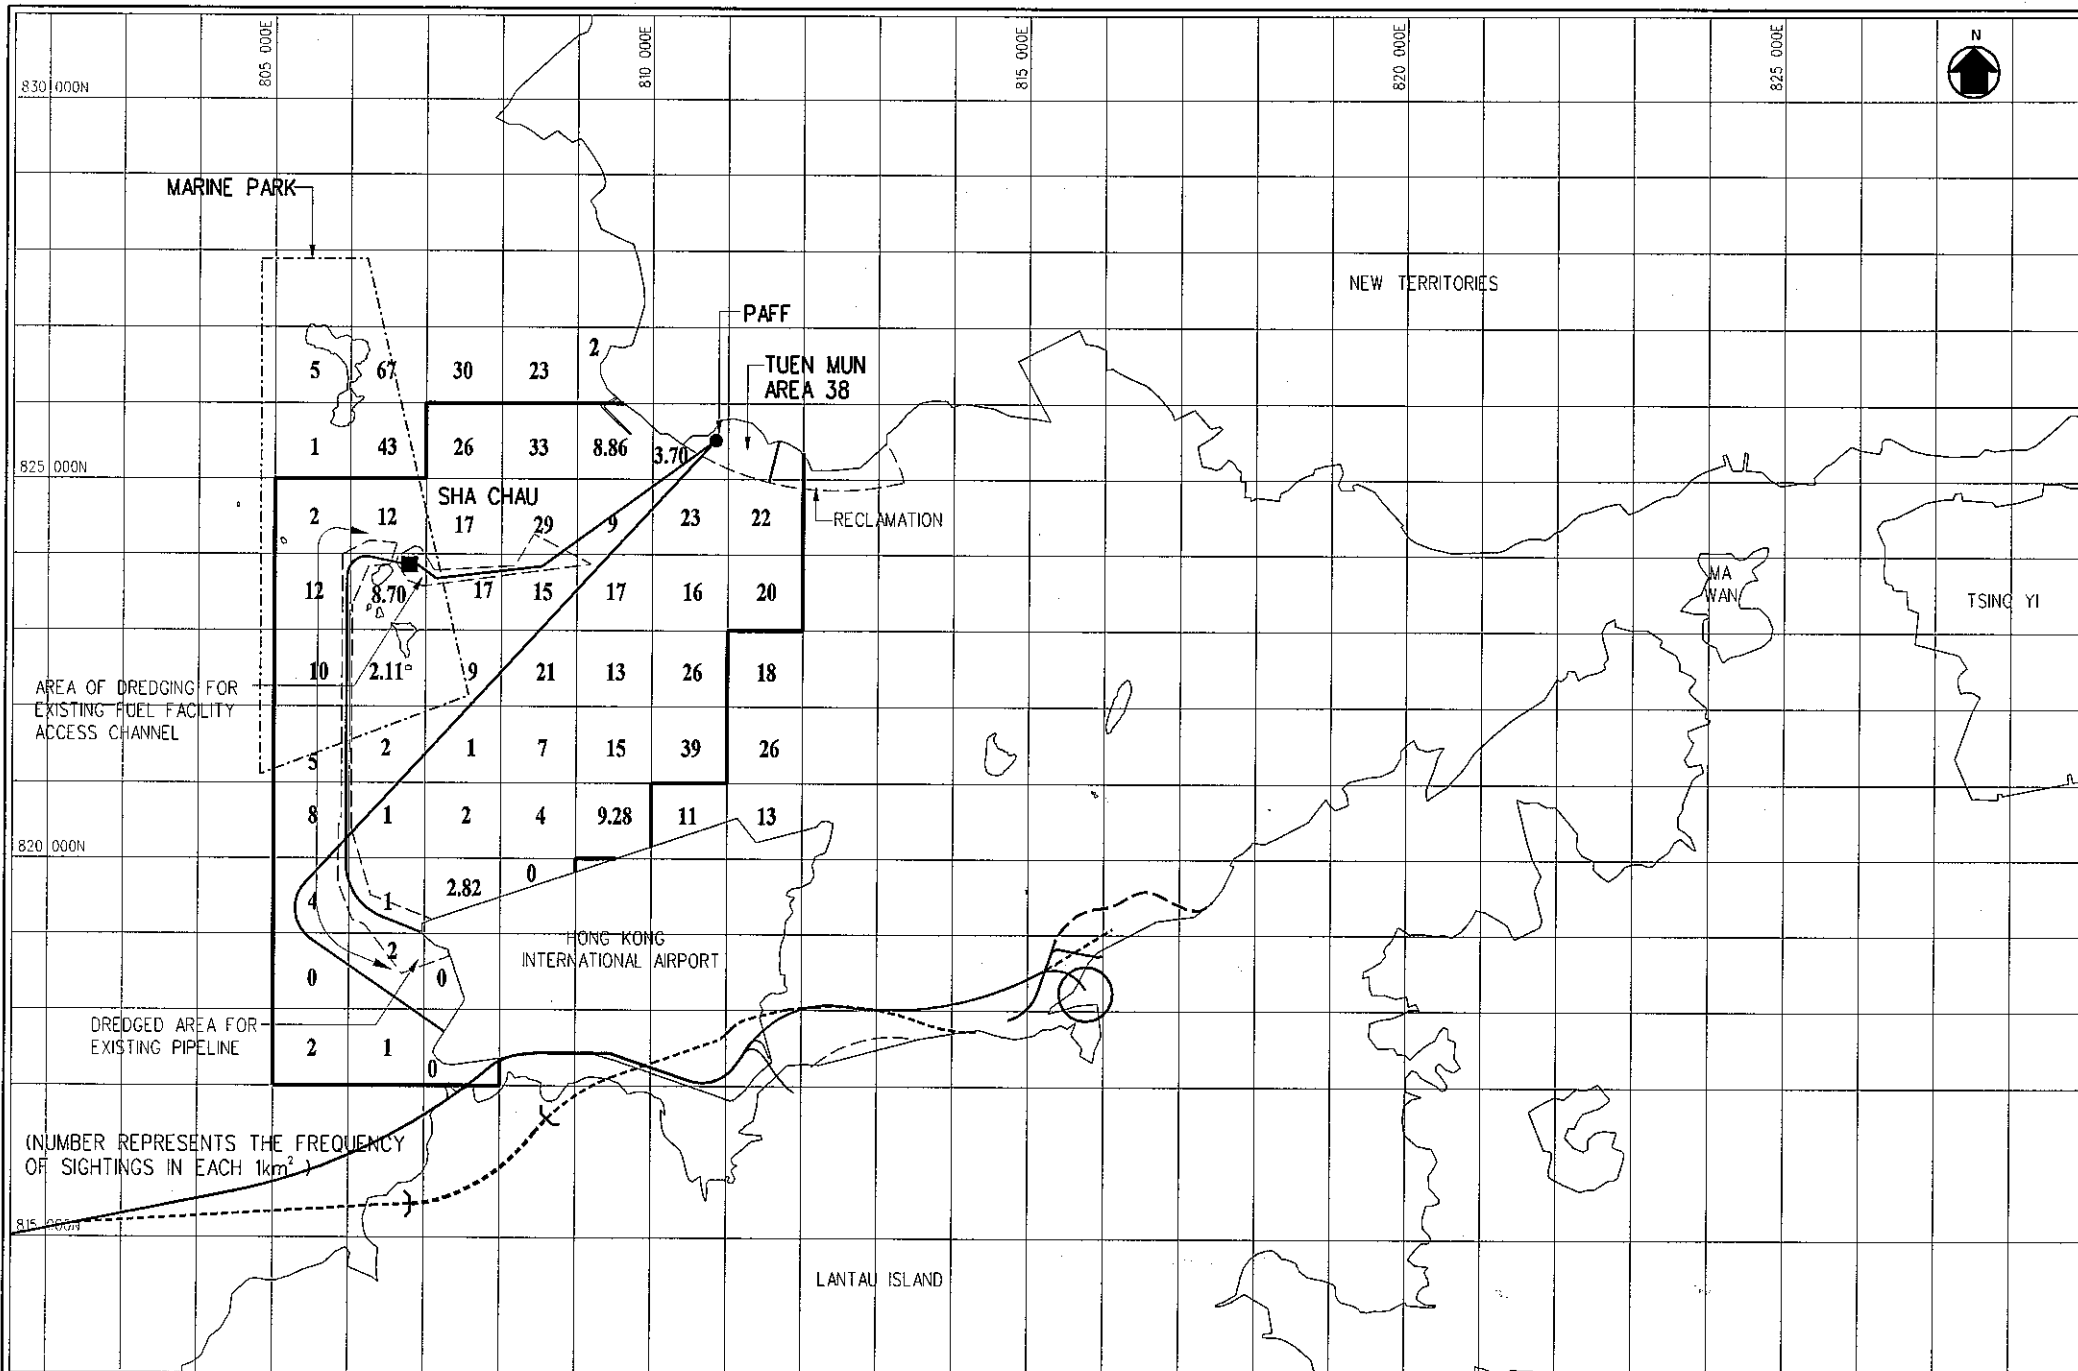 805 000E
810 000E
815 000E
820 000E
825 000E
N
830 000N
MARINE PARK
NEW TERRITORIES
PAFF
2
TUEN MUN
AREA 38
5 67 30 23
1 43 26 33 8.86 3.70
825 000N
SHA CHAU
2 12 17 29 9 23 22
RECLAMATION
12 8.70 17 15 17 16 20
MA
WAN
TSING YI
10 2.11 9 21 13 26 18
AREA OF DREDGING FOR
EXISTING FUEL FACILITY
ACCESS CHANNEL
5 2 1 7 15 39 26
8 1 2 4 9.28 11 13
820 000N
4 1 2.82 0
HONG KONG
INTERNATIONAL AIRPORT
2
0 0
DREDGED AREA FOR
EXISTING PIPELINE
2 1 0
(NUMBER REPRESENTS THE FREQUENCY
OF SIGHTINGS IN EACH 1km² )
815 000N
LANTAU ISLAND